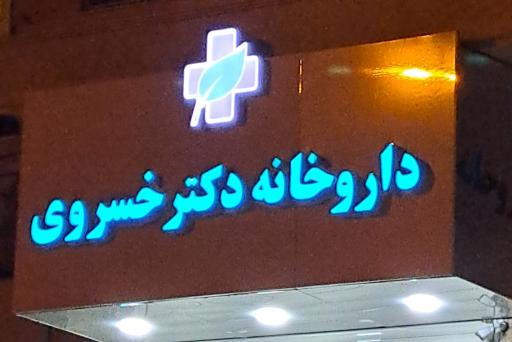 داروخانه دکتر خسروی